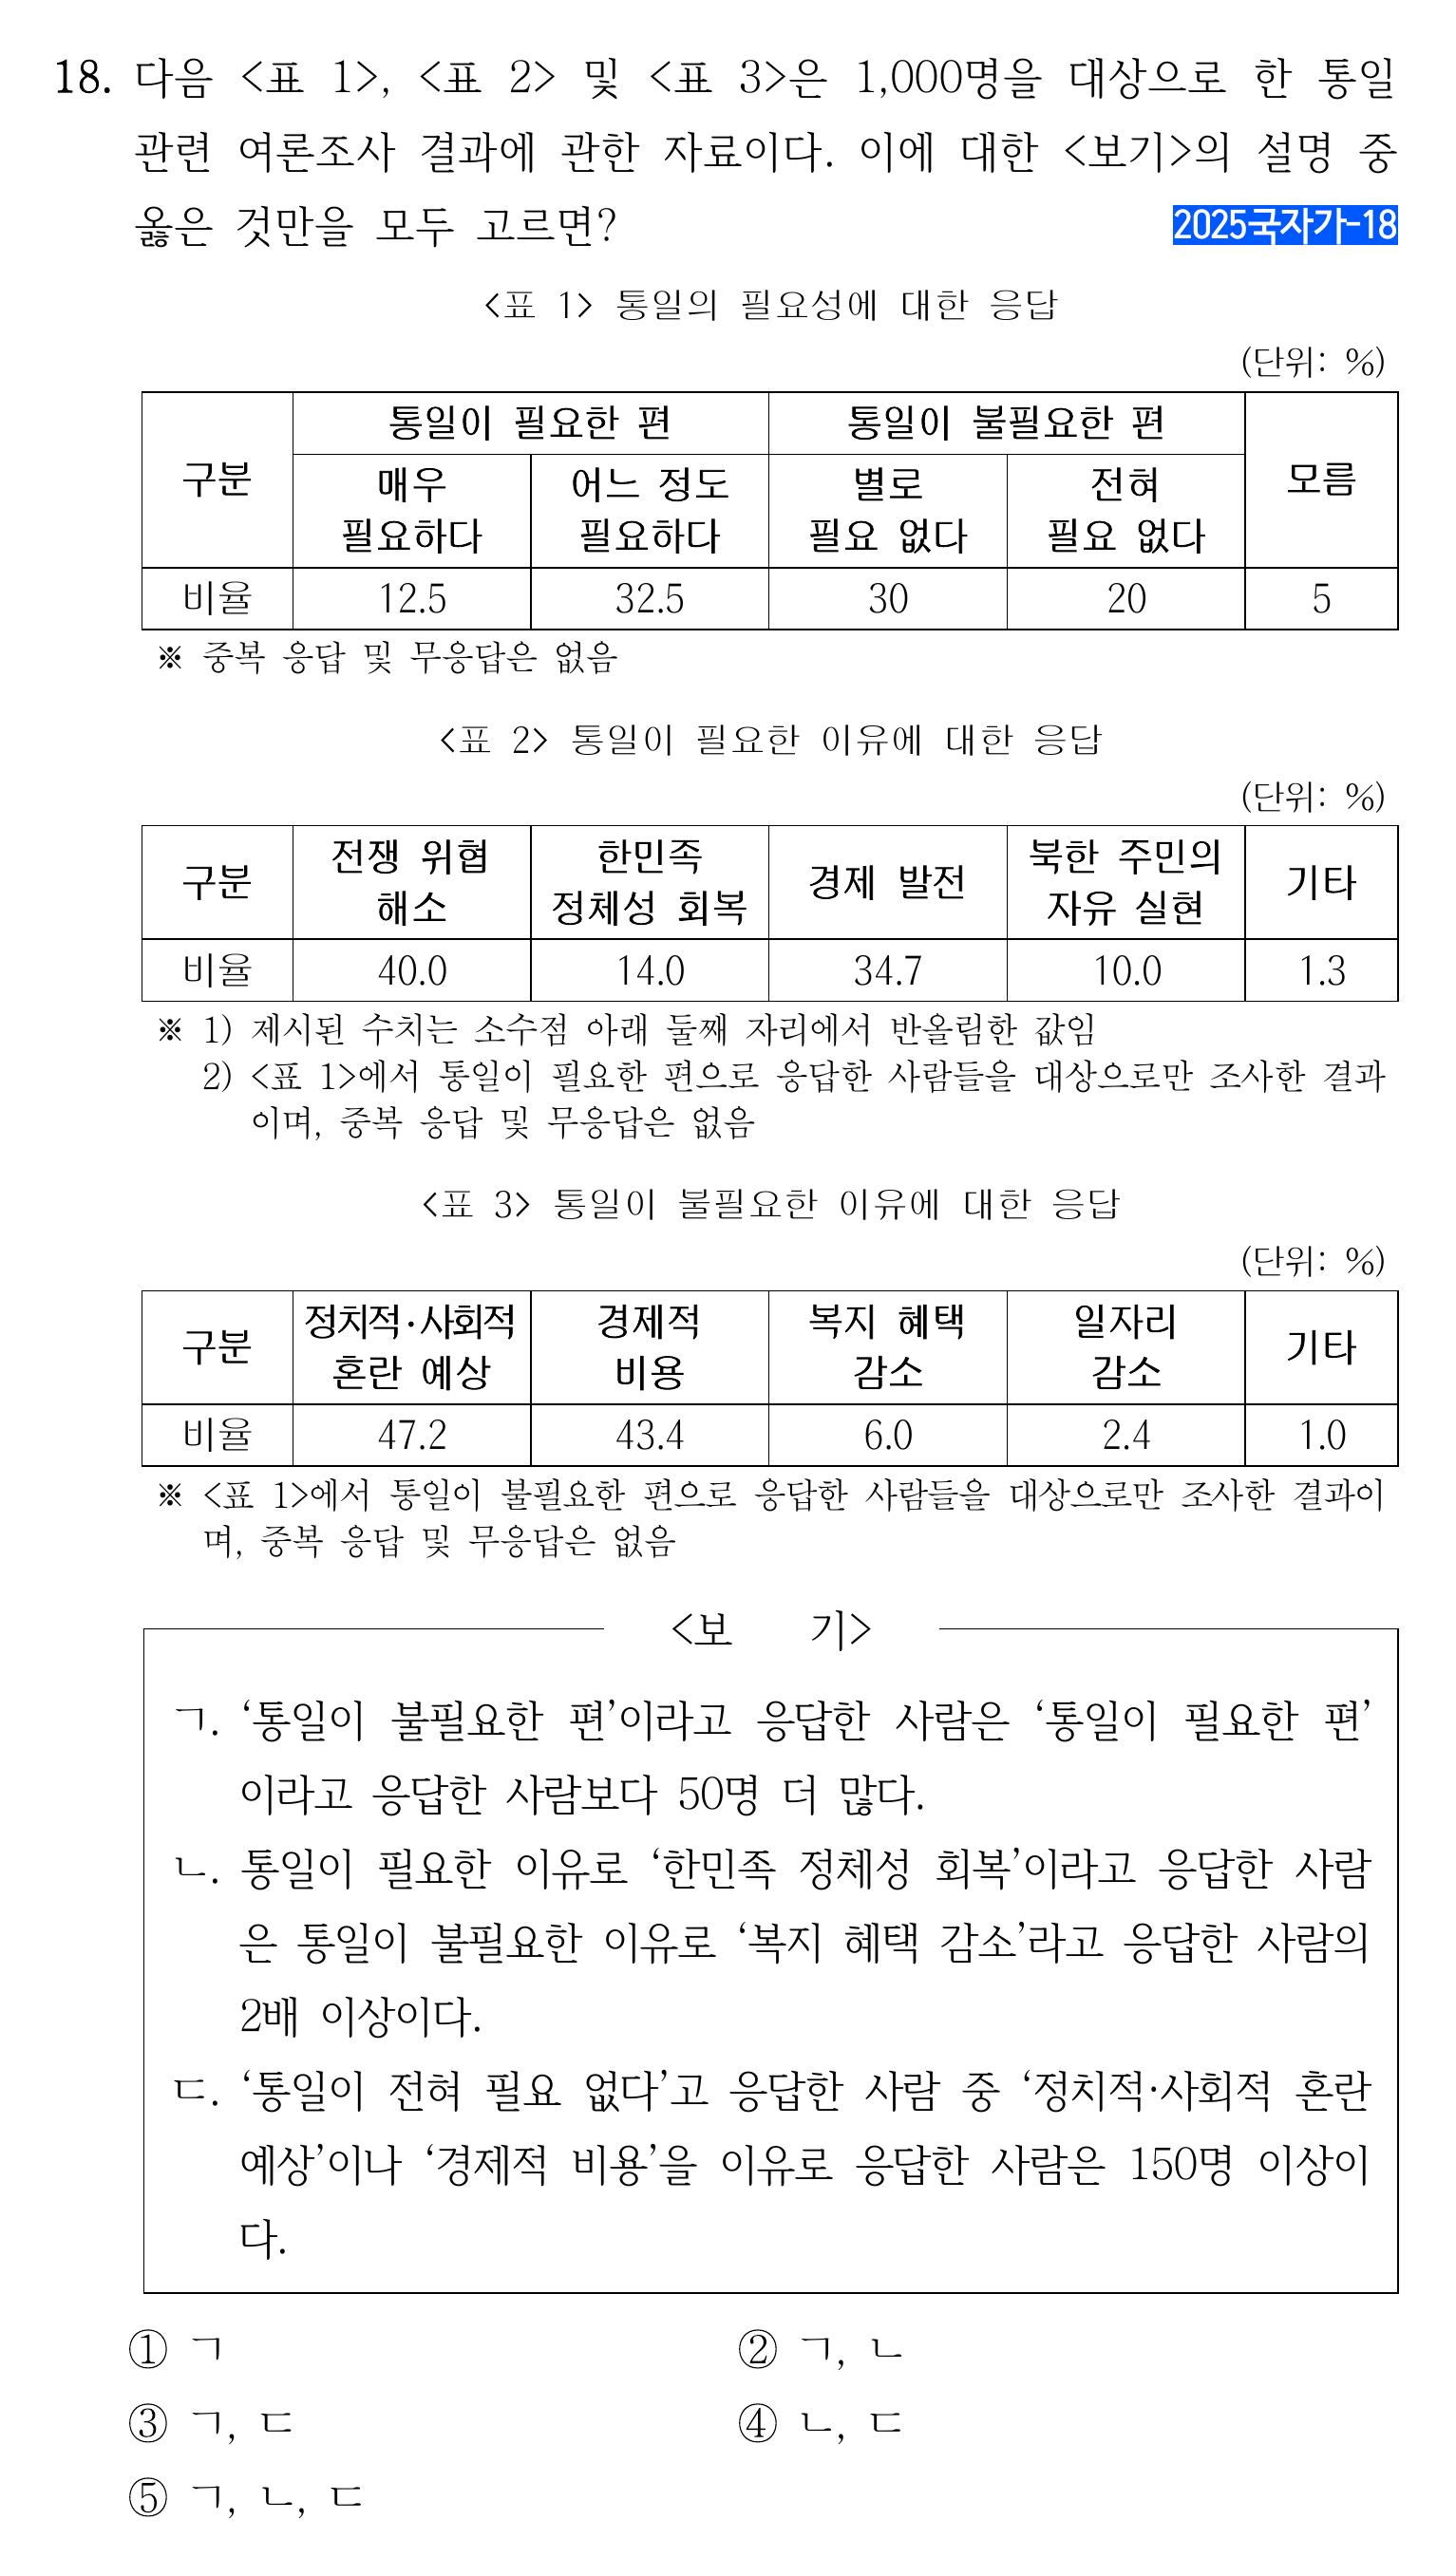 18. 다음 <표 1>, <표 2> 및 <표 3>은 1,000명을 대상으로 한 통일
관련 여론조사 결과에 관한 자료이다. 이에 대한 <보기>의 설명 중
옳은 것만을 모두 고르면? 2025국자가-18
<표 1> 통일의 필요성에 대한 응답
(단위: %)
구분 통일이 필요한 편 통일이 불필요한 편 모름
매우 필요하다 어느 정도 필요하다 별로 필요 없다 전혀 필요 없다
비율 12.5 32.5 30 20 5
※ 중복 응답 및 무응답은 없음
<표 2> 통일이 필요한 이유에 대한 응답
(단위: %)
구분 전쟁 위협 해소 한민족 정체성 회복 경제 발전 북한 주민의 자유 실현 기타
비율 40.0 14.0 34.7 10.0 1.3
※ 1) 제시된 수치는 소수점 아래 둘째 자리에서 반올림한 값임
2) <표 1>에서 통일이 필요한 편으로 응답한 사람들을 대상으로만 조사한 결과
이며, 중복 응답 및 무응답은 없음
<표 3> 통일이 불필요한 이유에 대한 응답
(단위: %)
구분 정치적·사회적 혼란 예상 경제적 비용 복지 혜택 감소 일자리 감소 기타
비율 47.2 43.4 6.0 2.4 1.0
※ <표 1>에서 통일이 불필요한 편으로 응답한 사람들을 대상으로만 조사한 결과이
며, 중복 응답 및 무응답은 없음
<보 기>
ㄱ. ‘통일이 불필요한 편’이라고 응답한 사람은 ‘통일이 필요한 편’
이라고 응답한 사람보다 50명 더 많다.
ㄴ. 통일이 필요한 이유로 ‘한민족 정체성 회복’이라고 응답한 사람
은 통일이 불필요한 이유로 ‘복지 혜택 감소’라고 응답한 사람의
2배 이상이다.
ㄷ. ‘통일이 전혀 필요 없다’고 응답한 사람 중 ‘정치적·사회적 혼란
예상’이나 ‘경제적 비용’을 이유로 응답한 사람은 150명 이상이
다.
① ㄱ ② ㄱ, ㄴ
③ ㄱ, ㄷ ④ ㄴ, ㄷ
⑤ ㄱ, ㄴ, ㄷ